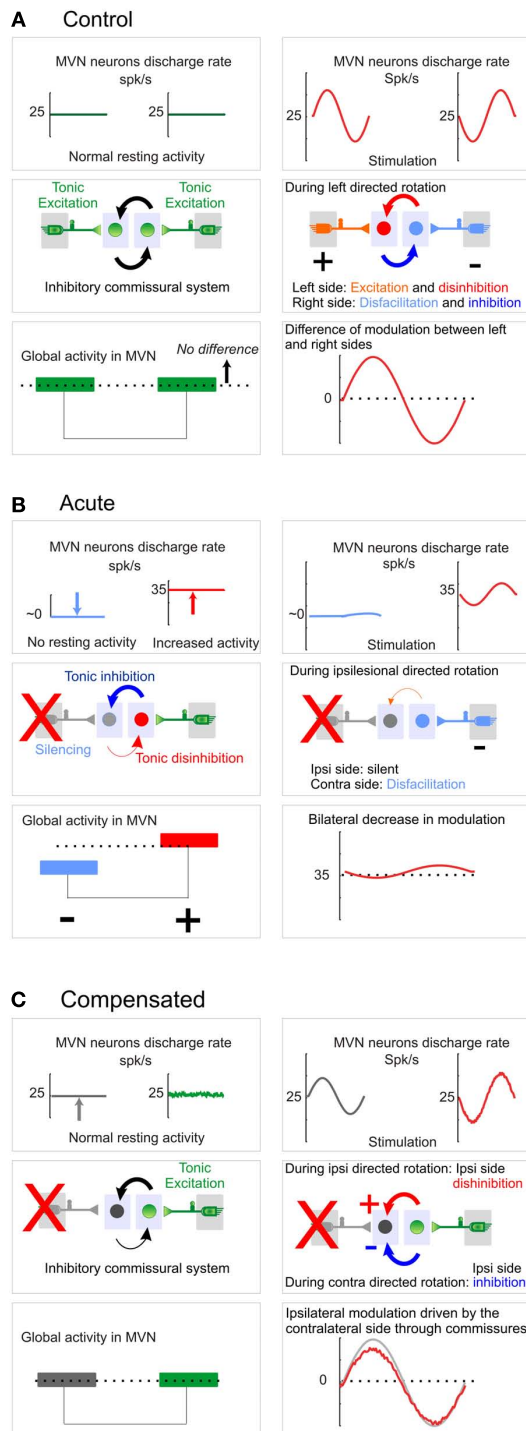 A Control
MVN neurons discharge rate
spk/s
25
25
Normal resting activity
MVN neurons discharge rate
Spk/s
25
25
Stimulation
Tonic
Excitation
Tonic
Excitation
Inhibitory commissural system
During left directed rotation
+
-
Left side: Excitation and disinhibition
Right side: Disfacilitation and inhibition
Global activity in MVN
No difference
Difference of modulation between left
and right sides
0
B Acute
MVN neurons discharge rate
spk/s
~0
35
No resting activity
Increased activity
MVN neurons discharge rate
spk/s
~0
35
Stimulation
Tonic inhibition
Silencing
Tonic disinhibition
During ipsilesional directed rotation
-
Ipsi side: silent
Contra side: Disfacilitation
Global activity in MVN
-
+
Bilateral decrease in modulation
35
C Compensated
MVN neurons discharge rate
spk/s
25
25
Normal resting activity
MVN neurons discharge rate
Spk/s
25
25
Stimulation
Tonic
Excitation
Inhibitory commissural system
During ipsi directed rotation: Ipsi side
dishinibition
+
-
Ipsi side
During contra directed rotation: inhibition
Global activity in MVN
Ipsilateral modulation driven by the
contralateral side through commissures
0